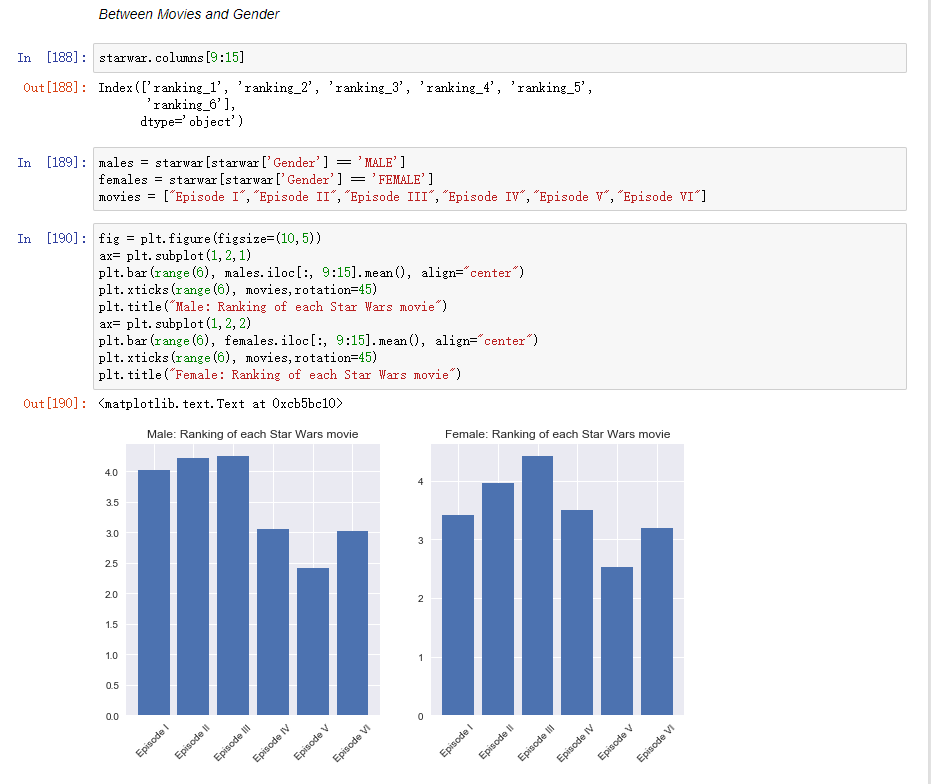 Between Movies and Gender
In [188]: starwar.columns[9:15]
Out[188]: Index(['ranking_1', 'ranking_2', 'ranking_3', 'ranking_4', 'ranking_5',
'ranking_6'],
dtype='object')
In [189]: males = starwar[starwar['Gender'] == 'MALE']
females = starwar[starwar['Gender'] == 'FEMALE']
movies = ["Episode I","Episode II","Episode III","Episode IV","Episode V","Episode VI"]
In [190]: fig = plt.figure(figsize=(10,5))
ax= plt.subplot(1,2,1)
plt.bar(range(6), males.iloc[:, 9:15].mean(), align="center")
plt.xticks(range(6), movies,rotation=45)
plt.title("Male: Ranking of each Star Wars movie")
ax= plt.subplot(1,2,2)
plt.bar(range(6), females.iloc[:, 9:15].mean(), align="center")
plt.xticks(range(6), movies,rotation=45)
plt.title("Female: Ranking of each Star Wars movie")
Out[190]: <matplotlib.text.Text at 0xcb5bc10>
Male: Ranking of each Star Wars movie
4.0
3.5
3.0
2.5
2.0
1.5
1.0
0.5
0.0
Episode I
Episode II
Episode III
Episode IV
Episode V
Episode VI
Female: Ranking of each Star Wars movie
4
3
2
1
0
Episode I
Episode II
Episode III
Episode IV
Episode V
Episode VI